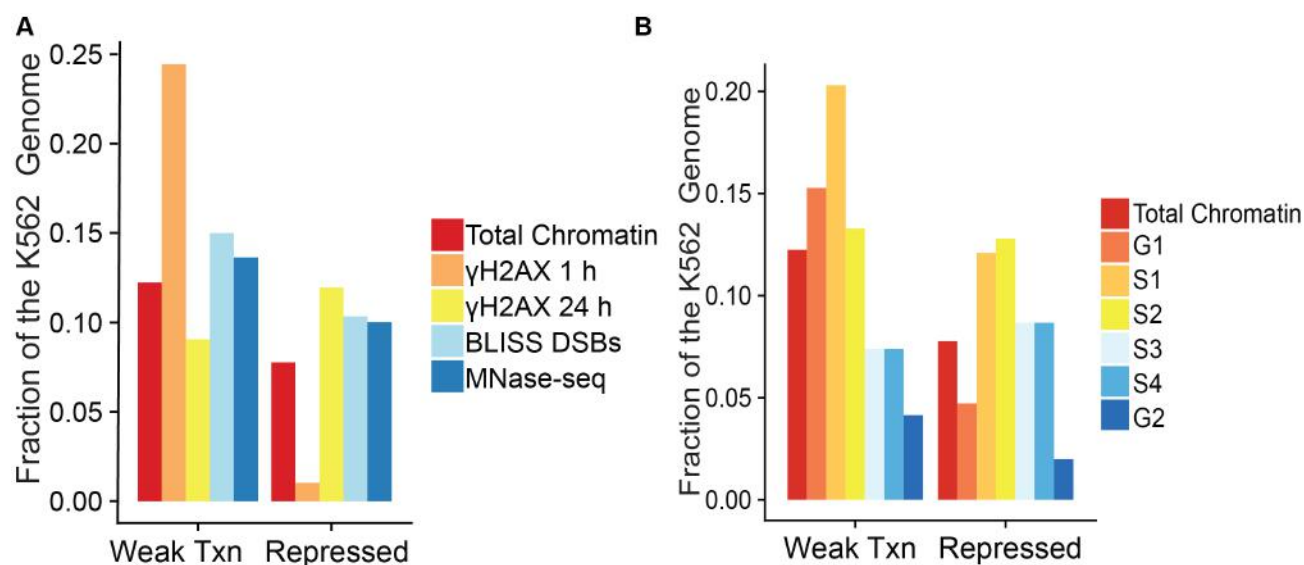 A
Fraction of the K562 Genome
0.25
0.20
0.15
0.10
0.05
0.00
Weak Txn
Repressed
Total Chromatin
γH2AX 1 h
γH2AX 24 h
BLISS DSBs
MNase-seq
B
Fraction of the K562 Genome
0.20
0.15
0.10
0.05
0.00
Weak Txn
Repressed
Total Chromatin
G1
S1
S2
S3
S4
G2